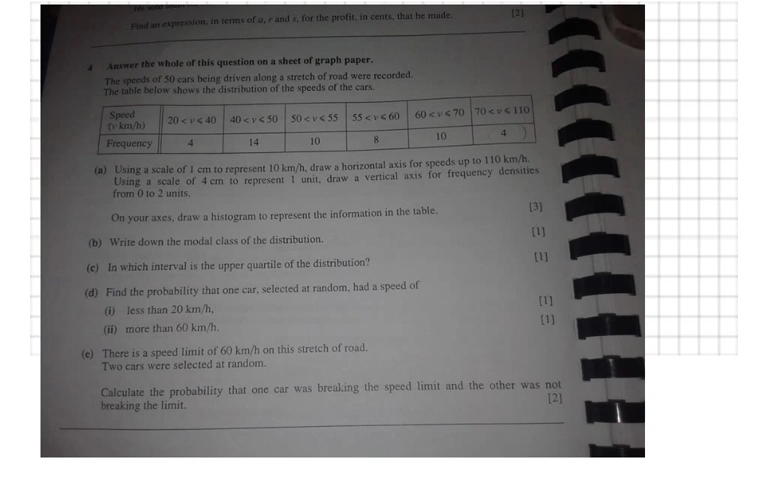 Find an expression, in terms of a, r and s, for the profit, in cents, that he made. [2]
4 Answer the whole of this question on a sheet of graph paper.
The speeds of 50 cars being driven along a stretch of road were recorded.
The table below shows the distribution of the speeds of the cars.
Speed (v km/h) 20 < v ⩽ 40 40 < v ⩽ 50 50 < v ⩽ 55 55 < v ⩽ 60 60 < v ⩽ 70 70 < v ⩽ 110
Frequency 4 14 10 8 10 4
(a) Using a scale of 1 cm to represent 10 km/h, draw a horizontal axis for speeds up to 110 km/h.
Using a scale of 4 cm to represent 1 unit, draw a vertical axis for frequency densities
from 0 to 2 units.
On your axes, draw a histogram to represent the information in the table. [3]
(b) Write down the modal class of the distribution. [1]
(c) In which interval is the upper quartile of the distribution? [1]
(d) Find the probability that one car, selected at random, had a speed of
(i) less than 20 km/h, [1]
(ii) more than 60 km/h. [1]
(e) There is a speed limit of 60 km/h on this stretch of road.
Two cars were selected at random.
Calculate the probability that one car was breaking the speed limit and the other was not
breaking the limit. [2]